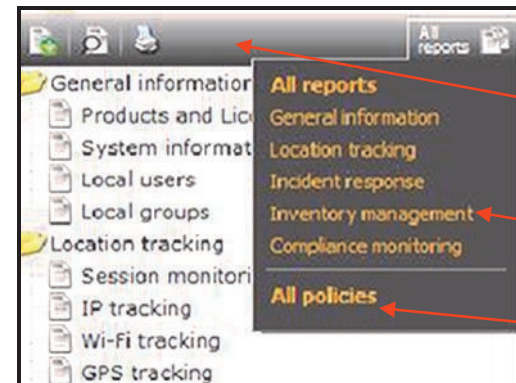 All
reports
General information
Products and Lic
System informat
Local users
Local groups
Location tracking
Session monitori
IP tracking
Wi-Fi tracking
GPS tracking
All reports
General information
Location tracking
Incident response
Inventory management
Compliance monitoring
All policies